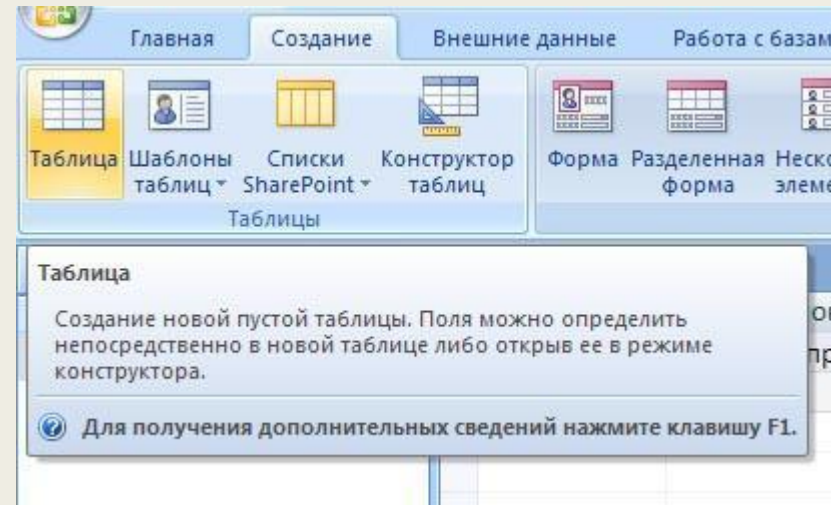 Главная Создание Внешние данные Работа с базам
Таблица Шаблоны таблиц Списки SharePoint Конструктор таблиц Форма Разделенная форма
Таблицы
Таблица
Создание новой пустой таблицы. Поля можно определить
непосредственно в новой таблице либо открыв ее в режиме
конструктора.
Для получения дополнительных сведений нажмите клавишу F1.